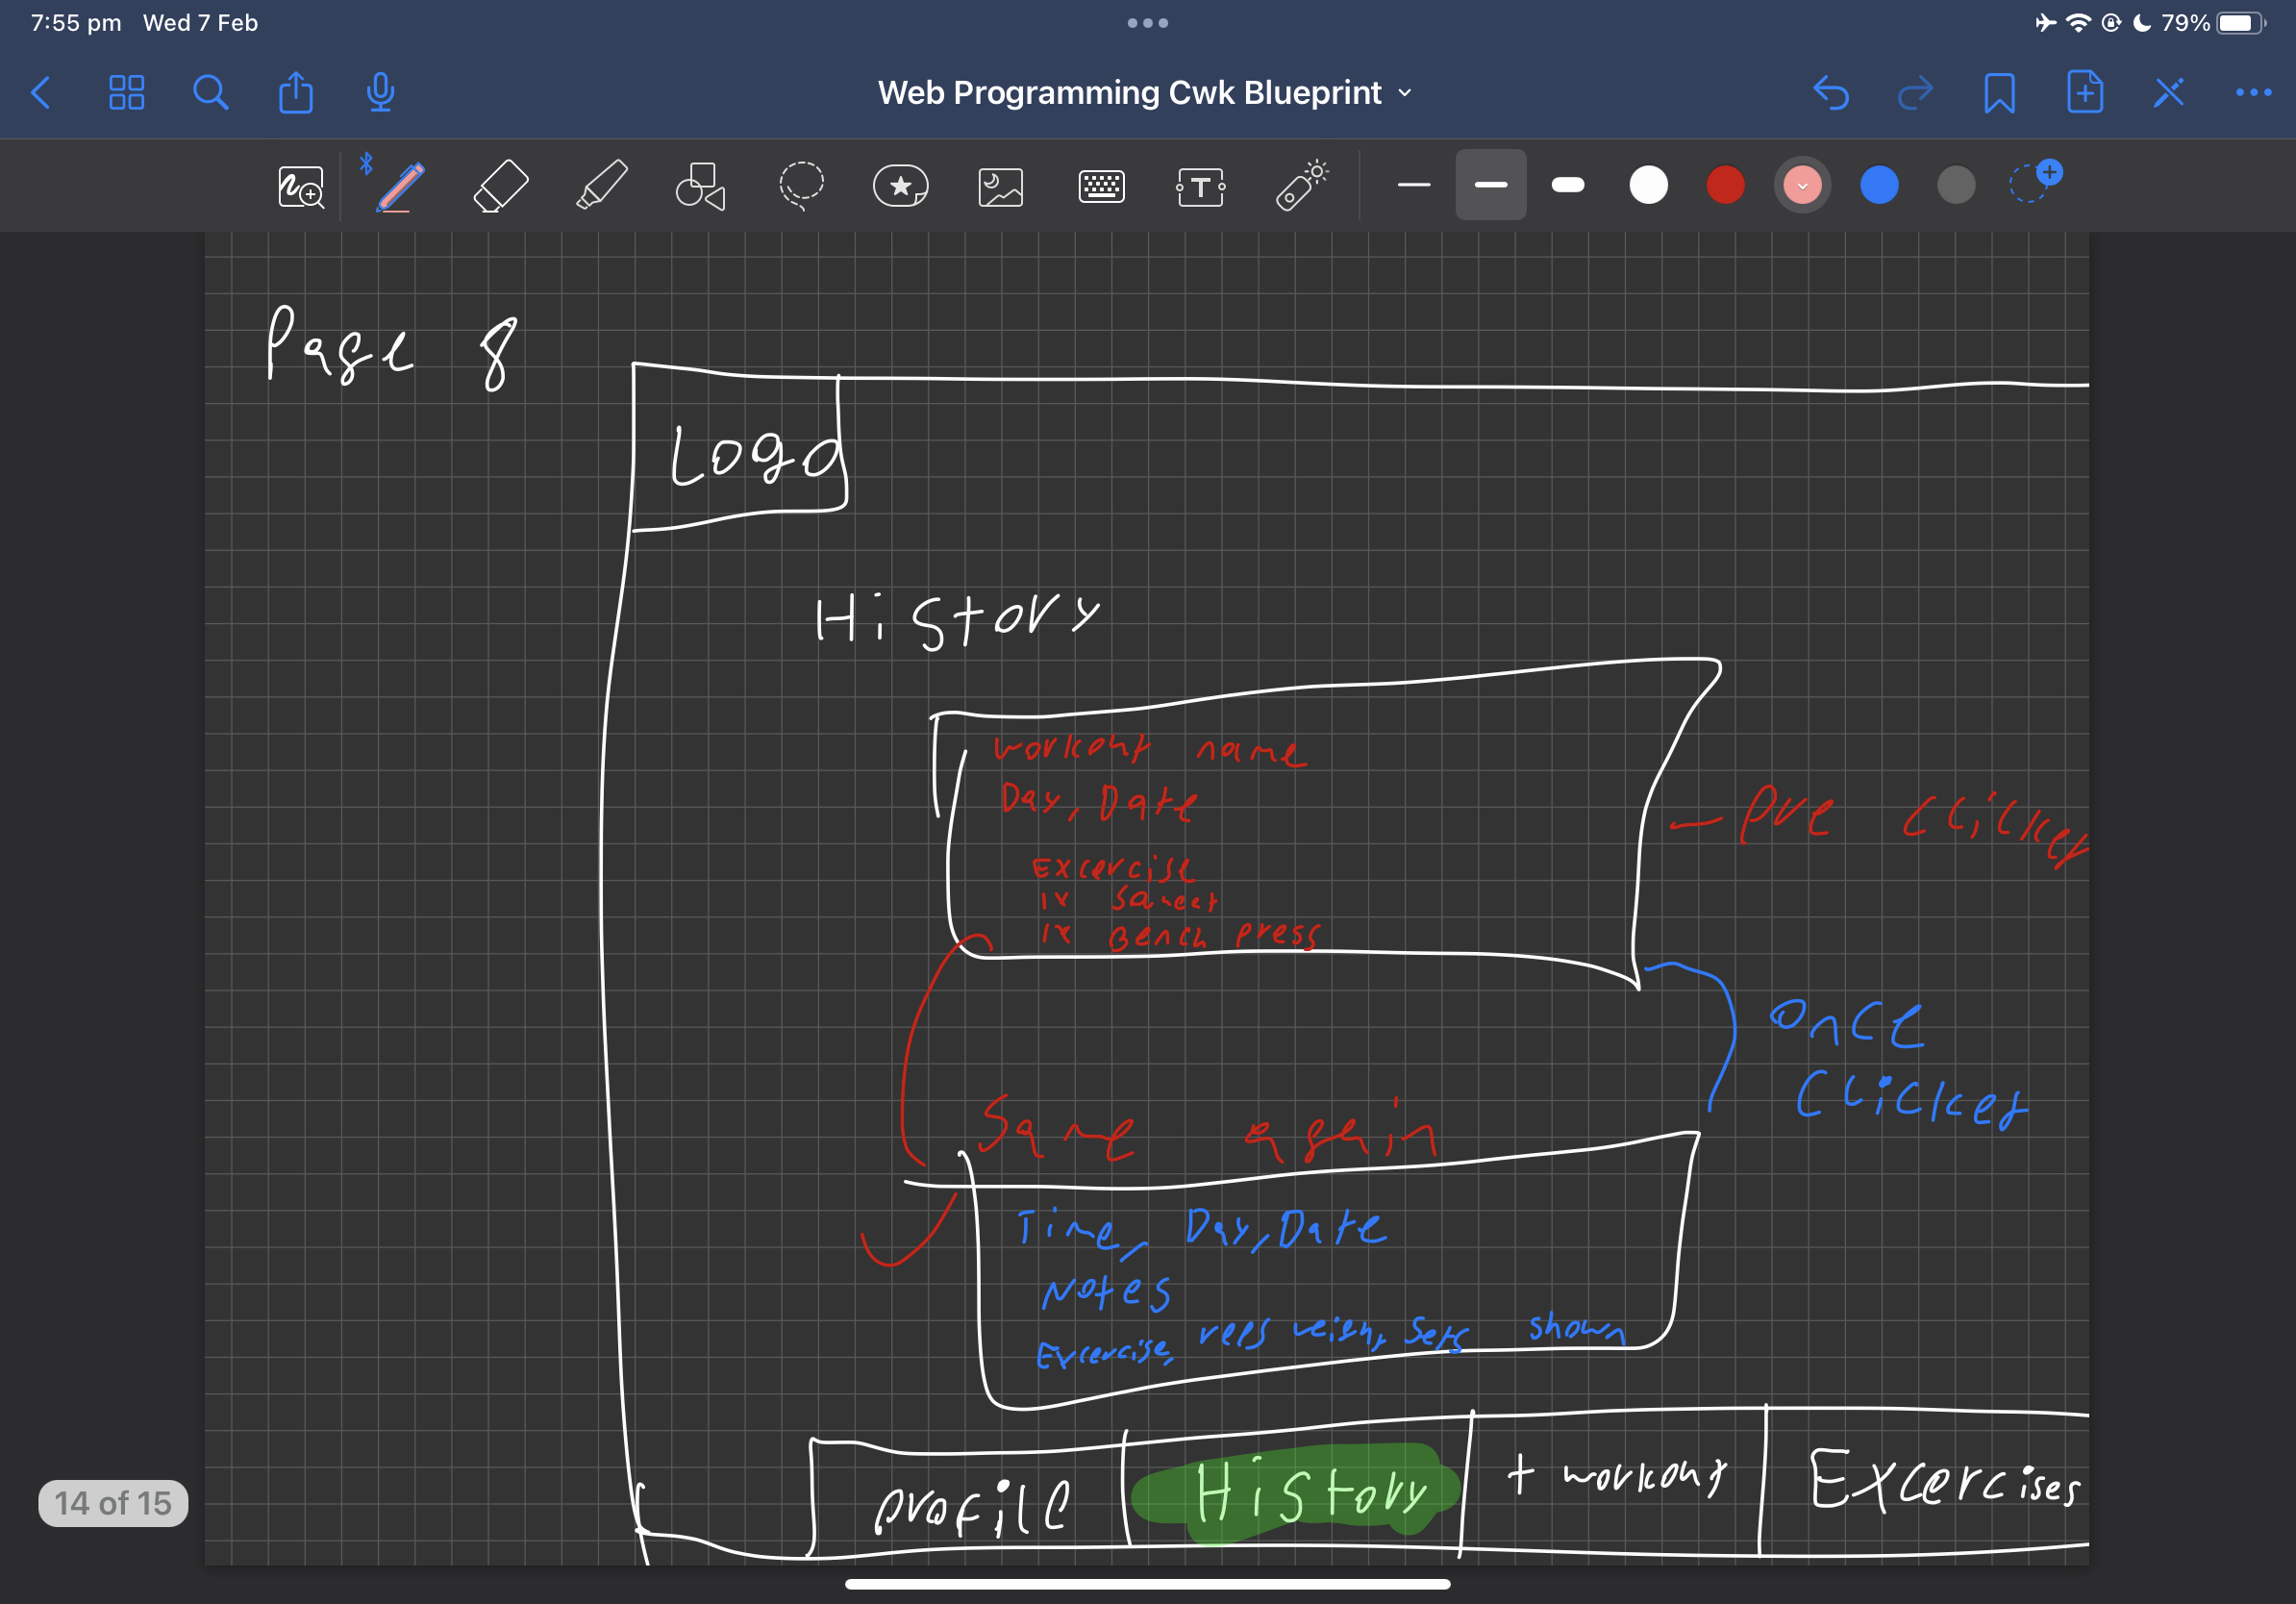 7:55 pm Wed 7 Feb
79%
Web Programming Cwk Blueprint
T
Page 8
Logo
History
workout name
Day, Date
Excercise
1x Squeat
1x Bench press
pre clicked
once
clicked
Same again
Time, Day, Date
Notes
Excercise, reps weight sets shown
profile
History
+ workout
Excercises
14 of 15